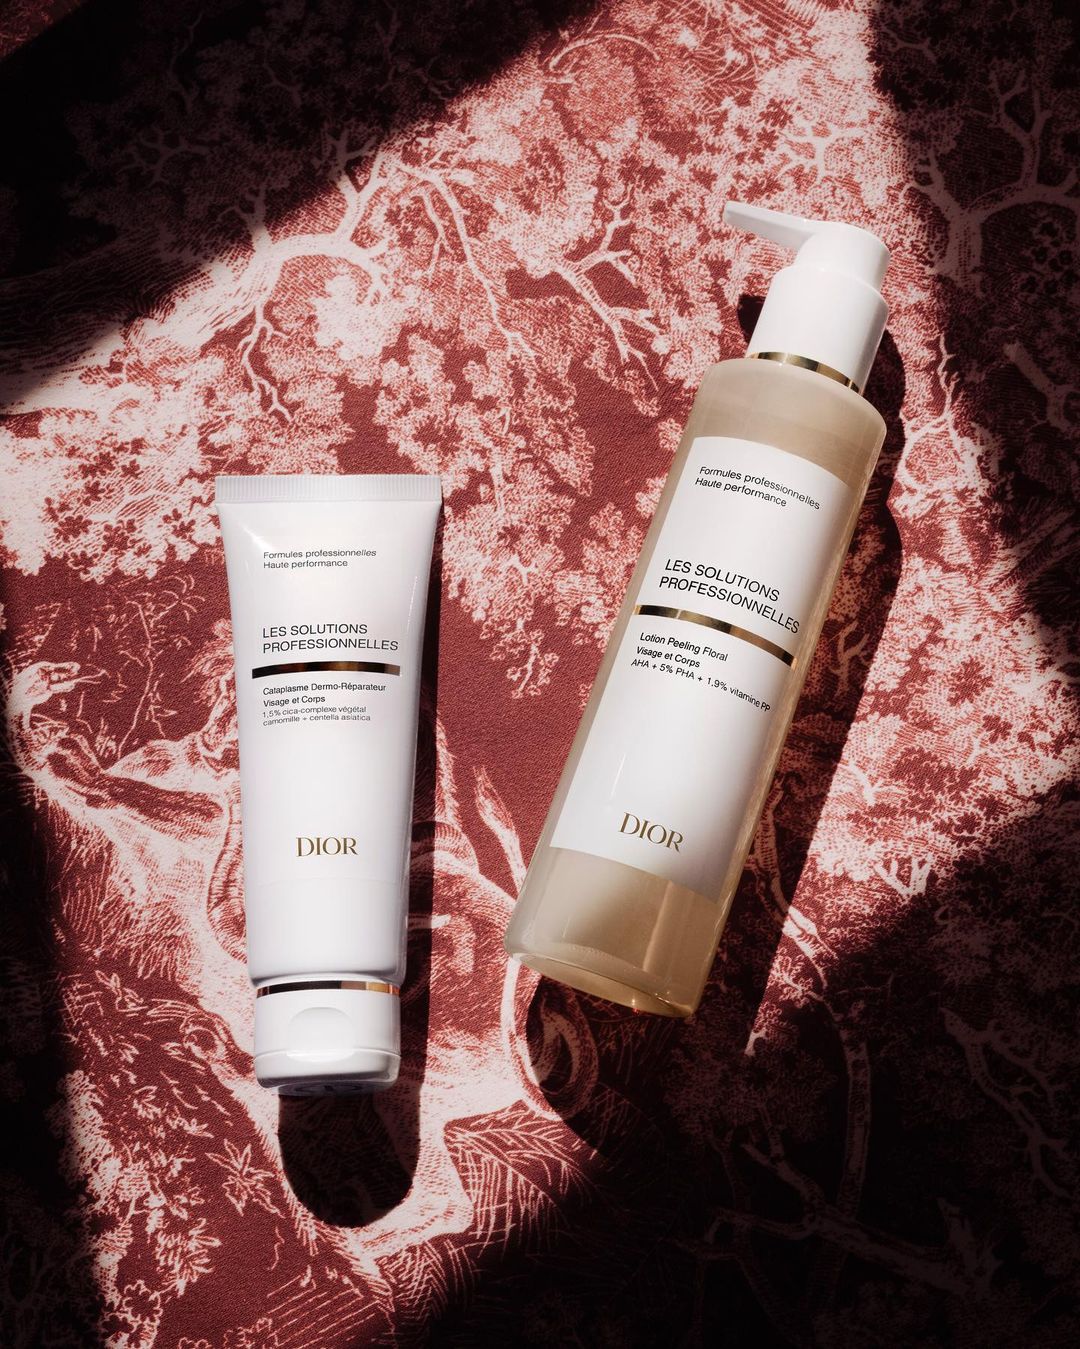 Formules professionnelles
Haute performance
LES SOLUTIONS
PROFESSIONNELLES
Cataplasme Dermo-Réparateur
Visage et Corps
1,5% cica-complexe végétal
camomille + centella asiatica
DIOR
Formules professionnelles
Haute performance
LES SOLUTIONS
PROFESSIONNELLES
Lotion Peeling Floral
Visage et Corps
AHA + 5% PHA + 1.9% vitamine PP
DIOR